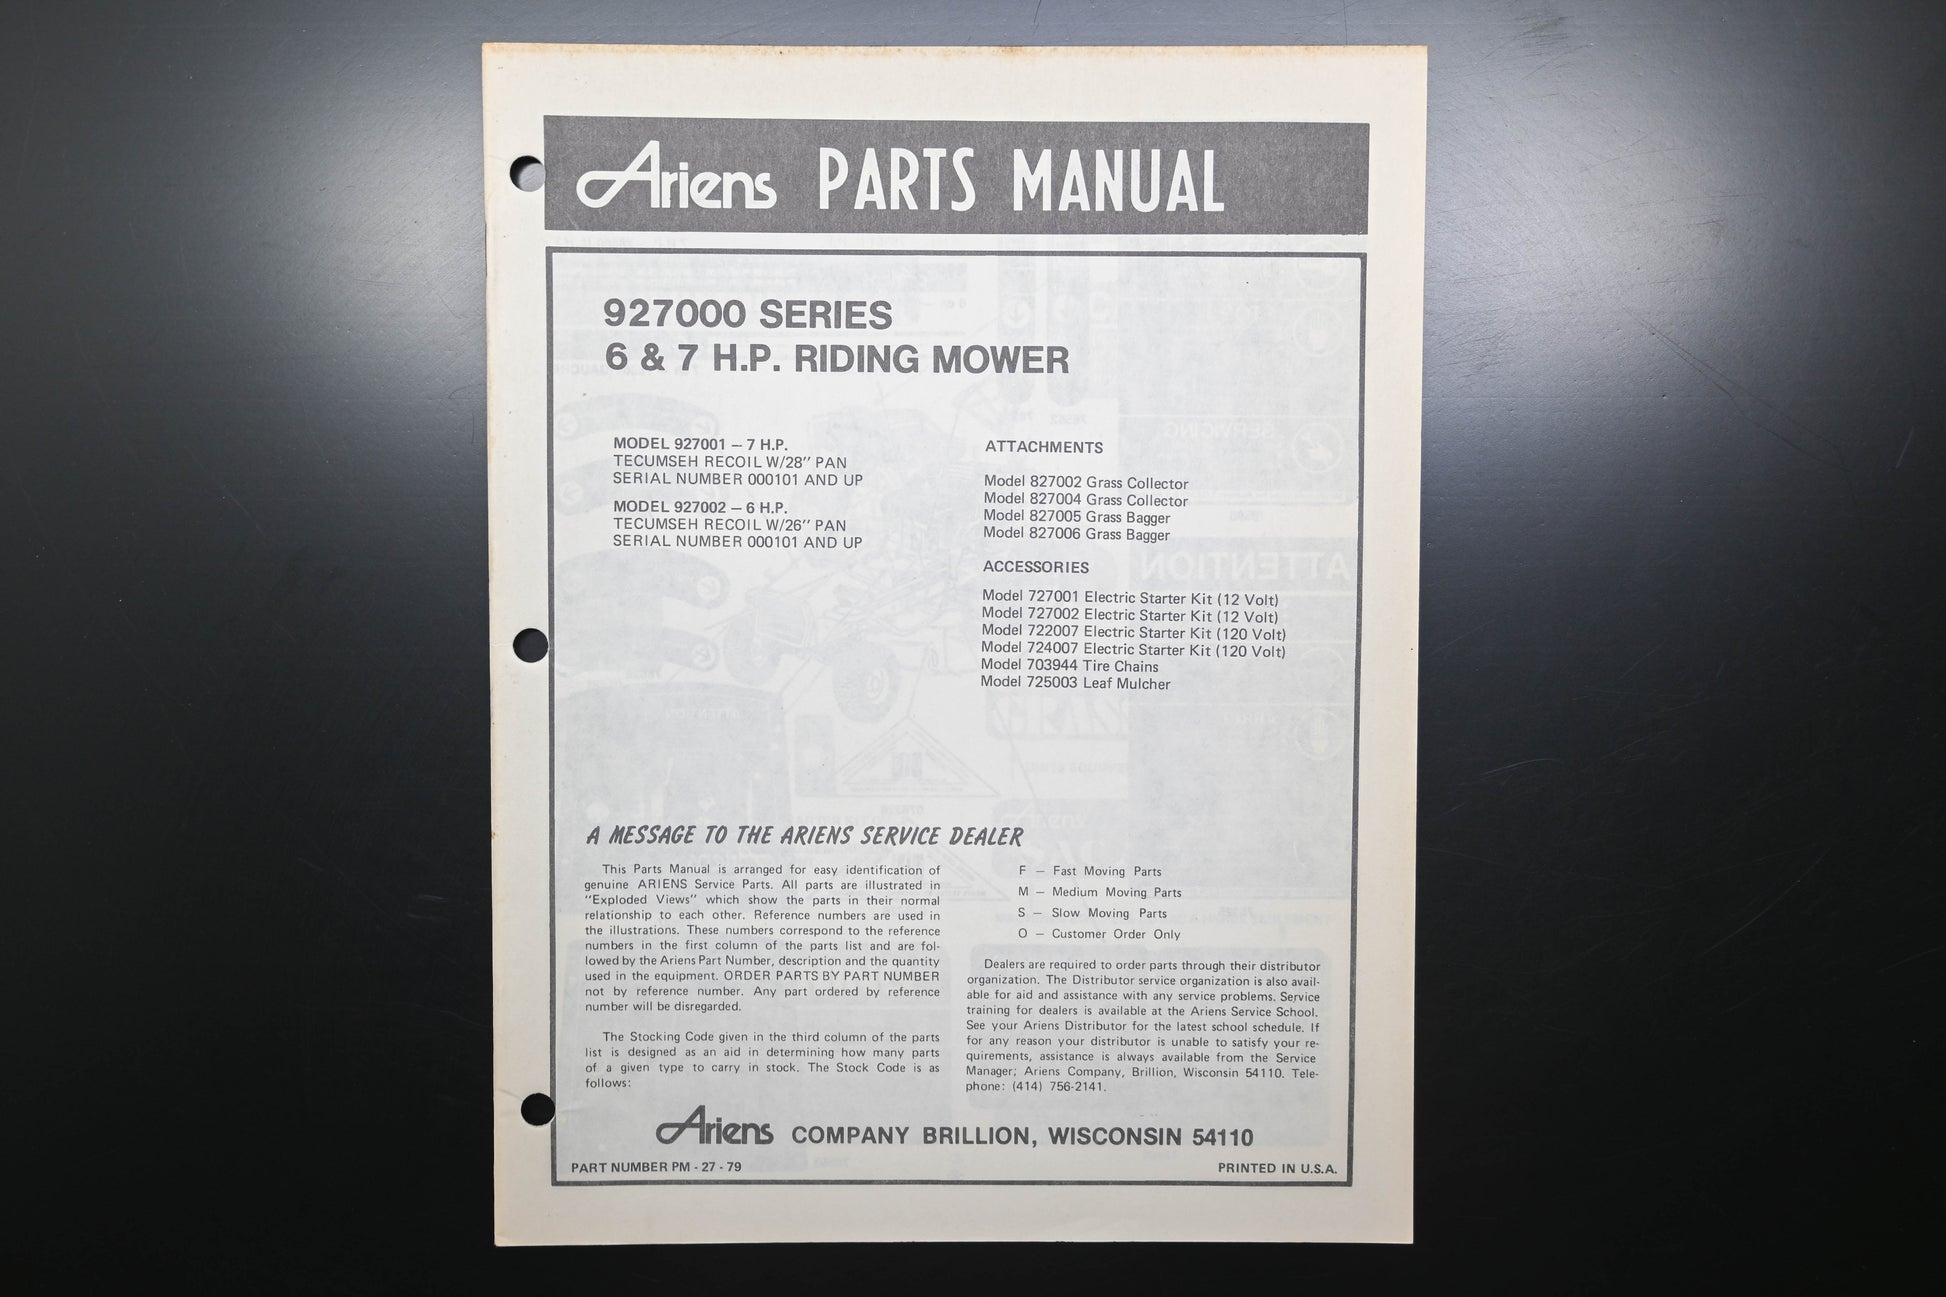 Ariens PARTS MANUAL
927000 SERIES
6 & 7 H.P. RIDING MOWER
MODEL 927001 – 7 H.P.
TECUMSEH RECOIL W/28" PAN
SERIAL NUMBER 000101 AND UP
MODEL 927002 – 6 H.P.
TECUMSEH RECOIL W/26" PAN
SERIAL NUMBER 000101 AND UP
ATTACHMENTS
Model 827002 Grass Collector
Model 827004 Grass Collector
Model 827005 Grass Bagger
Model 827006 Grass Bagger
ACCESSORIES
Model 727001 Electric Starter Kit (12 Volt)
Model 727002 Electric Starter Kit (12 Volt)
Model 722007 Electric Starter Kit (120 Volt)
Model 724007 Electric Starter Kit (120 Volt)
Model 703944 Tire Chains
Model 725003 Leaf Mulcher
A MESSAGE TO THE ARIENS SERVICE DEALER
This Parts Manual is arranged for easy identification of
genuine ARIENS Service Parts. All parts are illustrated in
"Exploded Views" which show the parts in their normal
relationship to each other. Reference numbers are used in
the illustrations. These numbers correspond to the reference
numbers in the first column of the parts list and are fol-
lowed by the Ariens Part Number, description and the quantity
used in the equipment. ORDER PARTS BY PART NUMBER
not by reference number. Any part ordered by reference
number will be disregarded.
The Stocking Code given in the third column of the parts
list is designed as an aid in determining how many parts
of a given type to carry in stock. The Stock Code is as
follows:
F – Fast Moving Parts
M – Medium Moving Parts
S – Slow Moving Parts
O – Customer Order Only
Dealers are required to order parts through their distributor
organization. The Distributor service organization is also avail-
able for aid and assistance with any service problems. Service
training for dealers is available at the Ariens Service School.
See your Ariens Distributor for the latest school schedule. If
for any reason your distributor is unable to satisfy your re-
quirements, assistance is always available from the Service
Manager; Ariens Company, Brillion, Wisconsin 54110. Tele-
phone: (414) 756-2141.
Ariens COMPANY BRILLION, WISCONSIN 54110
PART NUMBER PM - 27 - 79
PRINTED IN U.S.A.